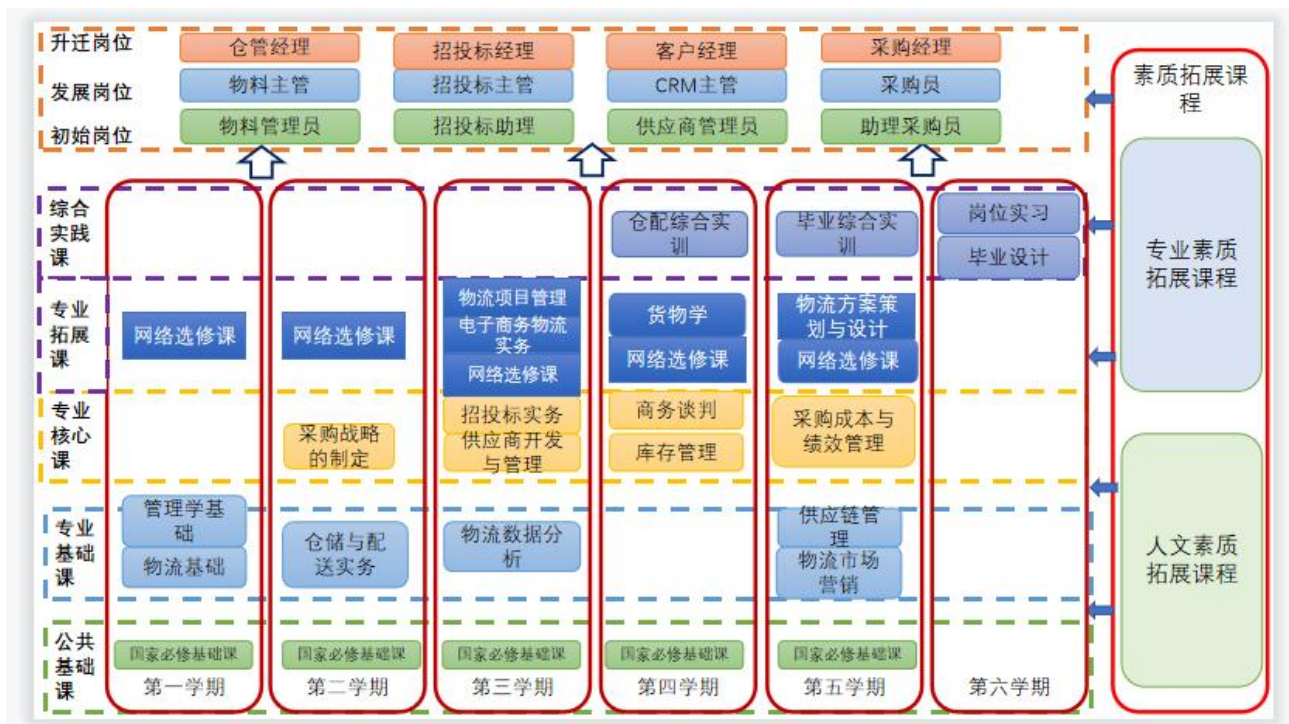 升迁岗位
仓管经理
招投标经理
客户经理
采购经理
发展岗位
物料主管
招投标主管
CRM主管
采购员
初始岗位
物料管理员
招投标助理
供应商管理员
助理采购员
素质拓展课
程
专业素质
拓展课程
人文素质
拓展课程
综合
实践
课
仓配综合实
训
毕业综合实
训
岗位实习
毕业设计
专业
拓展
课
网络选修课
网络选修课
物流项目管理
电子商务物流
实务
网络选修课
货物学
网络选修课
物流方案策
划与设计
网络选修课
专业
核心
课
采购战略
的制定
招投标实务
供应商开发
与管理
商务谈判
库存管理
采购成本与
绩效管理
专业
基础
课
管理学基
础
物流基础
仓储与配
送实务
物流数据分
析
供应链管
理
物流市场
营销
公共
基础
课
国家必修基础课
国家必修基础课
国家必修基础课
国家必修基础课
国家必修基础课
第一学期
第二学期
第三学期
第四学期
第五学期
第六学期